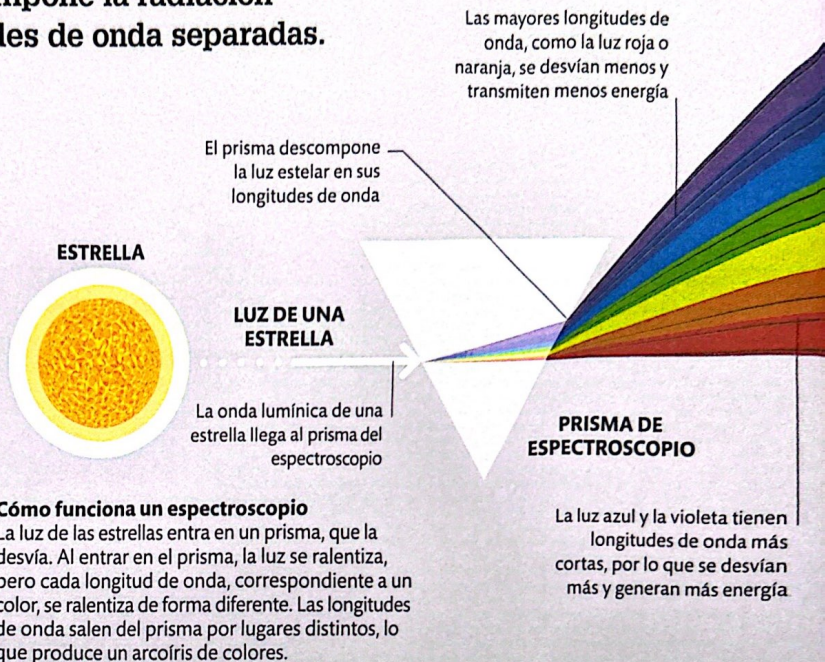 les de onda separadas.
Las mayores longitudes de
onda, como la luz roja o
naranja, se desvían menos y
transmiten menos energía
El prisma descompone
la luz estelar en sus
longitudes de onda
ESTRELLA
LUZ DE UNA
ESTRELLA
La onda lumínica de una
estrella llega al prisma del
espectroscopio
PRISMA DE
ESPECTROSCOPIO
La luz azul y la violeta tienen
longitudes de onda más
cortas, por lo que se desvían
más y generan más energía
Cómo funciona un espectroscopio
La luz de las estrellas entra en un prisma, que la
desvía. Al entrar en el prisma, la luz se ralentiza,
pero cada longitud de onda, correspondiente a un
color, se ralentiza de forma diferente. Las longitudes
de onda salen del prisma por lugares distintos, lo
que produce un arcoíris de colores.